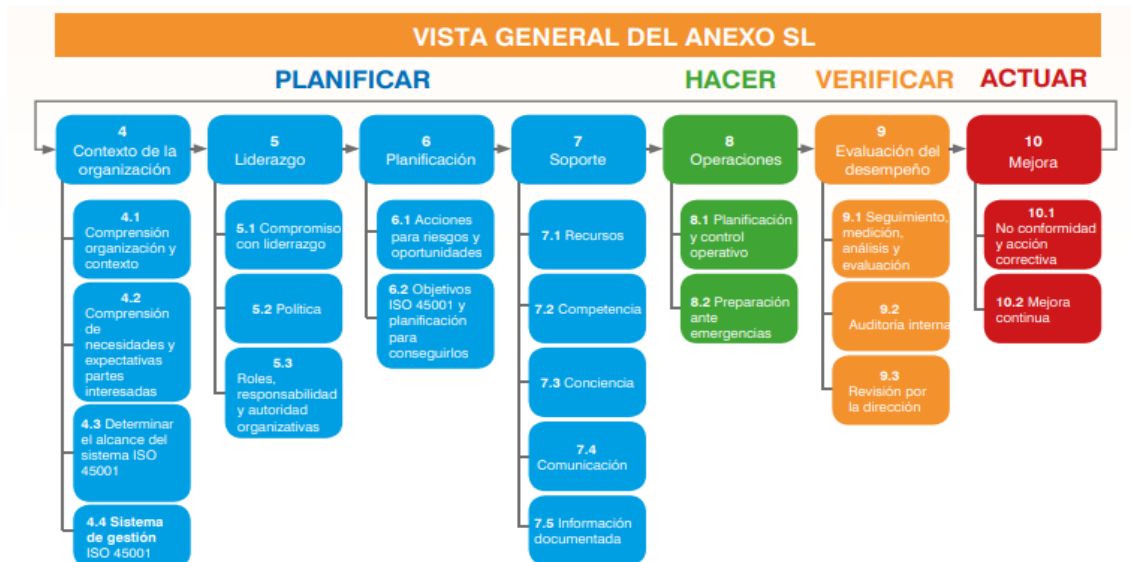 VISTA GENERAL DEL ANEXO SL
PLANIFICAR
HACER
VERIFICAR
ACTUAR
4
Contexto de la
organización
4.1
Comprensión
organización y
contexto
4.2
Comprensión
de
necesidades y
expectativas
partes
interesadas
4.3 Determinar
el alcance del
sistema ISO
45001
4.4 Sistema
de gestión
ISO 45001
5
Liderazgo
5.1 Compromiso
con liderazgo
5.2 Política
5.3
Roles,
responsabilidad
y autoridad
organizativas
6
Planificación
6.1 Acciones
para riesgos y
oportunidades
6.2 Objetivos
ISO 45001 y
planificación
para
conseguirlos
7
Soporte
7.1 Recursos
7.2 Competencia
7.3 Conciencia
7.4
Comunicación
7.5 Información
documentada
8
Operaciones
8.1 Planificación
y control
operativo
8.2 Preparación
ante
emergencias
9
Evaluación del
desempeño
9.1 Seguimiento,
medición,
análisis y
evaluación
9.2
Auditoría interna
9.3
Revisión por
la dirección
10
Mejora
10.1
No conformidad
y acción
correctiva
10.2 Mejora
continua